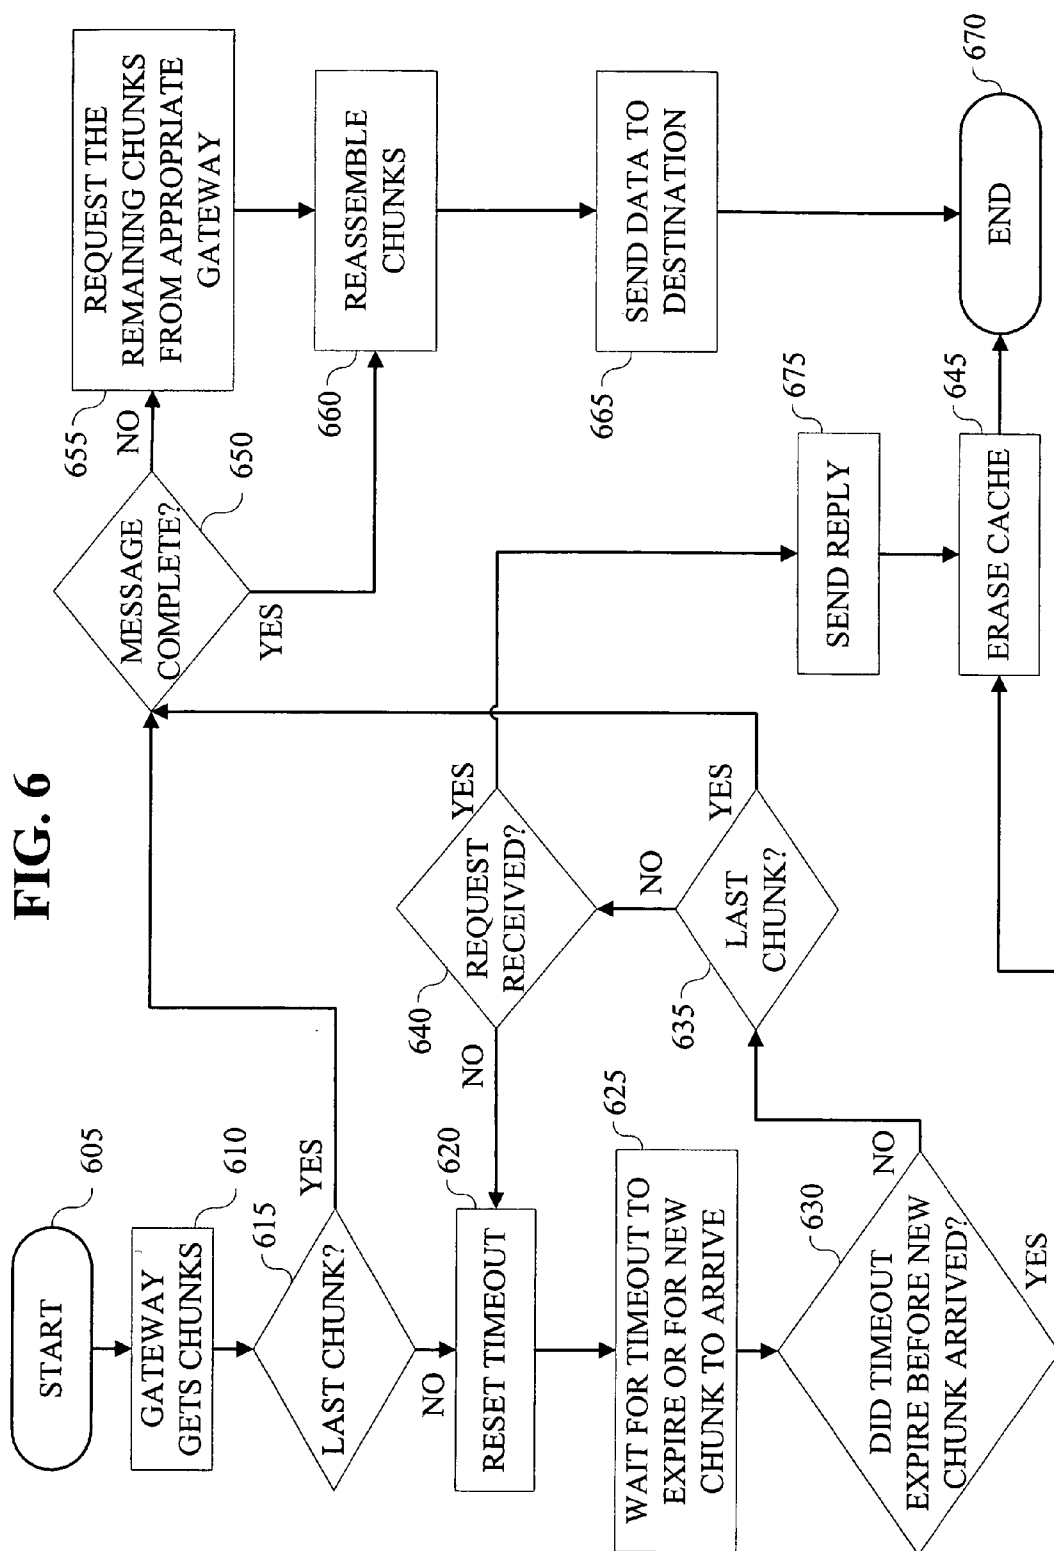 FIG. 6
START
605
GATEWAY
GETS CHUNKS
610
LAST CHUNK?
615
YES
NO
RESET TIMEOUT
620
WAIT FOR TIMEOUT TO
EXPIRE OR FOR NEW
CHUNK TO ARRIVE
625
DID TIMEOUT
EXPIRE BEFORE NEW
CHUNK ARRIVED?
630
NO
YES
LAST
CHUNK?
635
YES
NO
REQUEST
RECEIVED?
640
YES
NO
MESSAGE
COMPLETE?
650
NO
YES
REQUEST THE
REMAINING CHUNKS
FROM APPROPRIATE
GATEWAY
655
REASSEMBLE
CHUNKS
660
SEND DATA TO
DESTINATION
665
SEND REPLY
675
ERASE CACHE
645
END
670